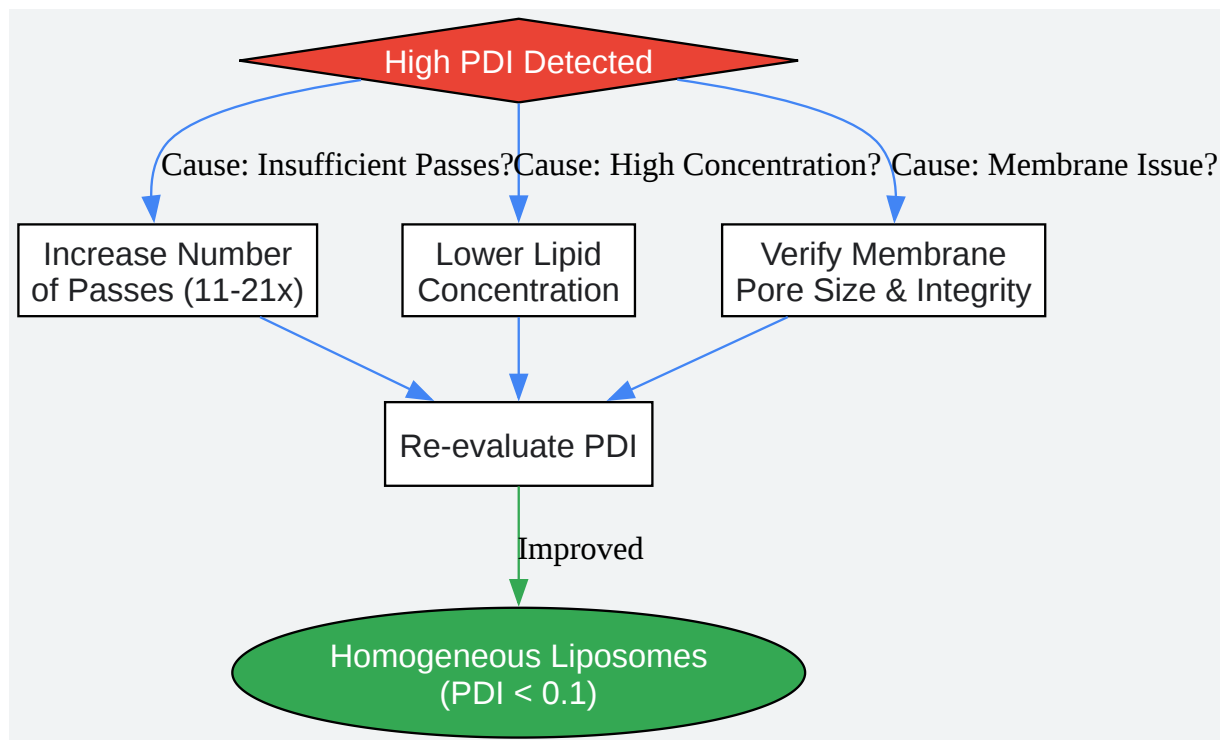 High PDI Detected
Cause: Insufficient Passes?
Cause: High Concentration?
Cause: Membrane Issue?
Increase Number
of Passes (11-21x)
Lower Lipid
Concentration
Verify Membrane
Pore Size & Integrity
Re-evaluate PDI
Improved
Homogeneous Liposomes
(PDI < 0.1)